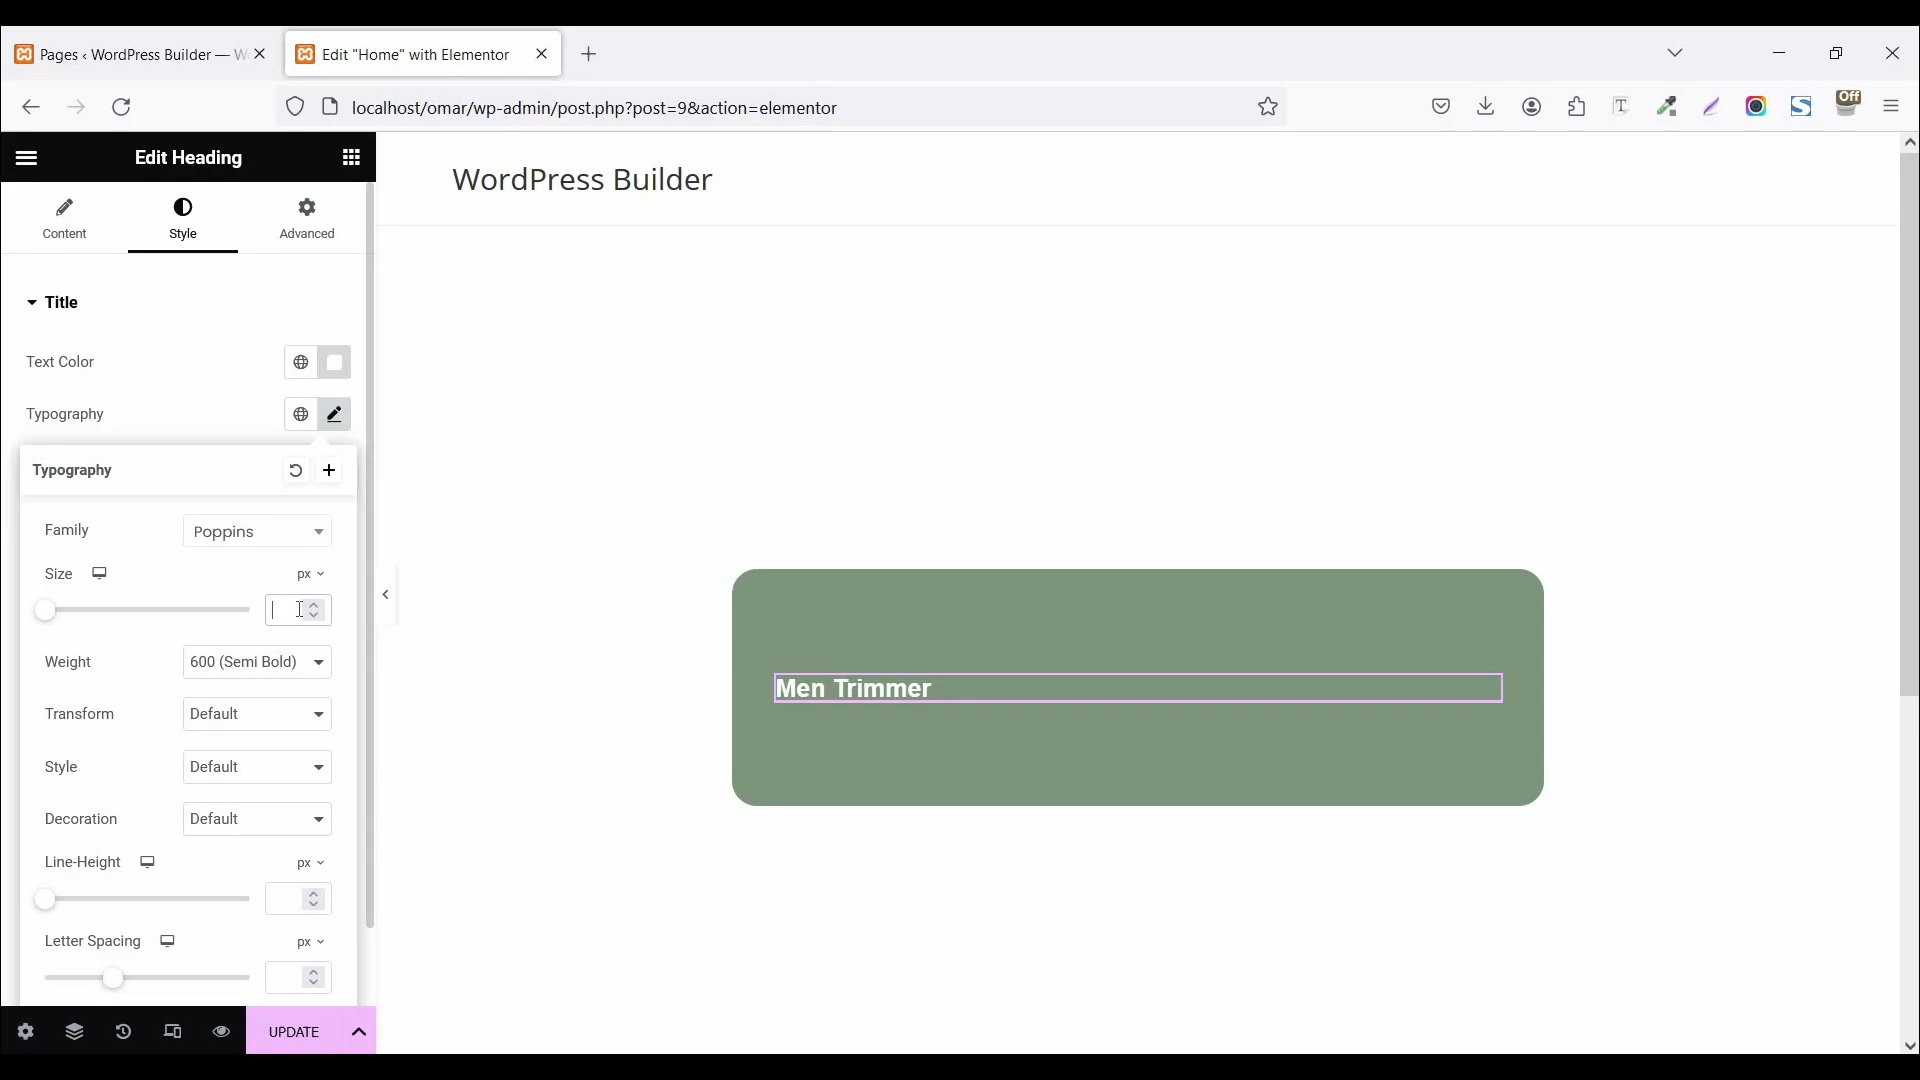 Pages ‹ WordPress Builder — W
Edit "Home" with Elementor
localhost/omar/wp-admin/post.php?post=9&action=elementor
Off
Edit Heading
WordPress Builder
Content
Style
Advanced
Title
Text Color
Typography
Typography
Family
Poppins
Size
px
Weight
600 (Semi Bold)
Men Trimmer
Transform
Default
Style
Default
Decoration
Default
Line-Height
px
Letter Spacing
px
UPDATE